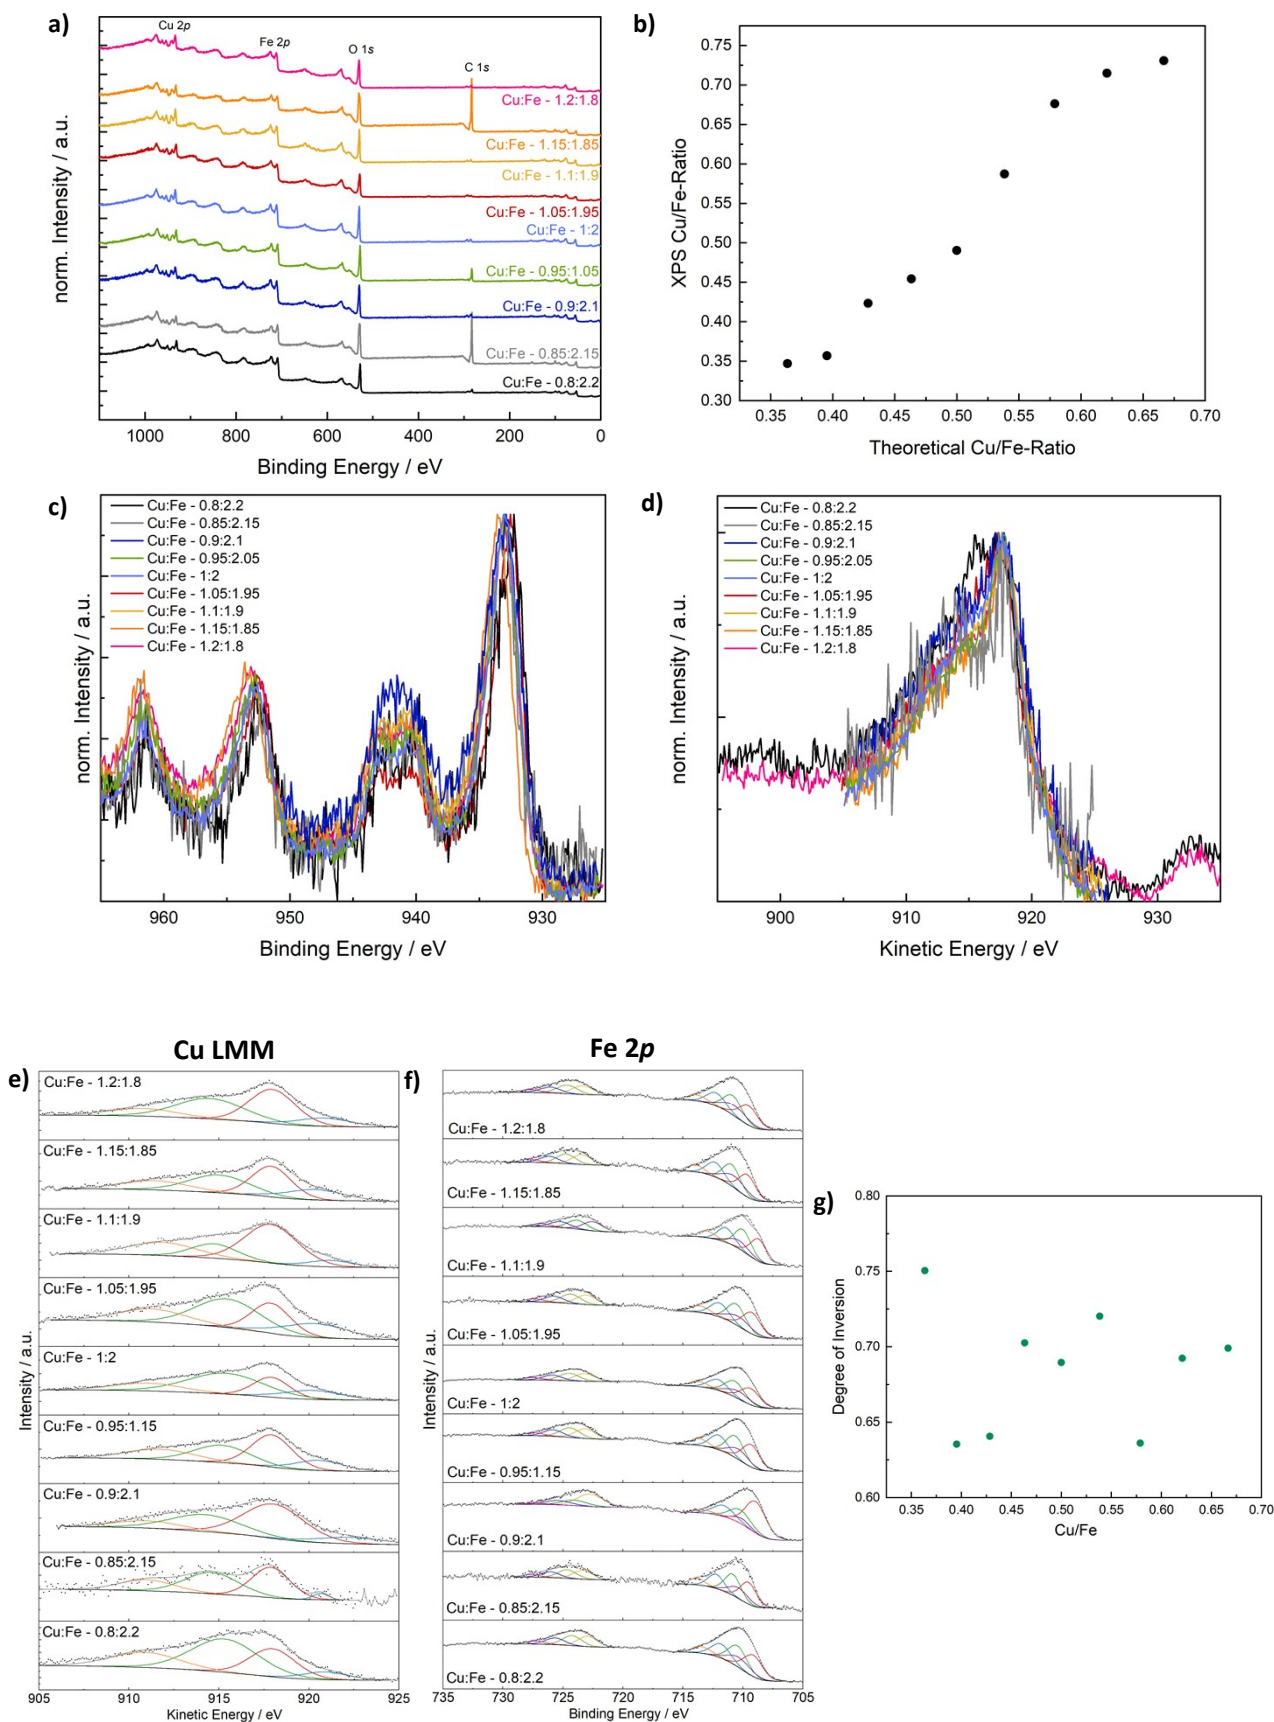 a)
Cu 2p
Fe 2p
O 1s
C 1s
Cu:Fe - 1.2:1.8
Cu:Fe - 1.15:1.85
Cu:Fe - 1.1:1.9
Cu:Fe - 1.05:1.95
Cu:Fe - 1:2
Cu:Fe - 0.95:1.05
Cu:Fe - 0.9:2.1
Cu:Fe - 0.85:2.15
Cu:Fe - 0.8:2.2
norm. Intensity / a.u.
1000 800 600 400 200 0
Binding Energy / eV
b)
0.75
0.70
0.65
0.60
0.55
0.50
0.45
0.40
0.35
0.30
XPS Cu/Fe-Ratio
0.35 0.40 0.45 0.50 0.55 0.60 0.65 0.70
Theoretical Cu/Fe-Ratio
c)
Cu:Fe - 0.8:2.2
Cu:Fe - 0.85:2.15
Cu:Fe - 0.9:2.1
Cu:Fe - 0.95:2.05
Cu:Fe - 1:2
Cu:Fe - 1.05:1.95
Cu:Fe - 1.1:1.9
Cu:Fe - 1.15:1.85
Cu:Fe - 1.2:1.8
norm. Intensity / a.u.
960 950 940 930
Binding Energy / eV
d)
Cu:Fe - 0.8:2.2
Cu:Fe - 0.85:2.15
Cu:Fe - 0.9:2.1
Cu:Fe - 0.95:2.05
Cu:Fe - 1:2
Cu:Fe - 1.05:1.95
Cu:Fe - 1.1:1.9
Cu:Fe - 1.15:1.85
Cu:Fe - 1.2:1.8
norm. Intensity / a.u.
900 910 920 930
Kinetic Energy / eV
Cu LMM
e)
Cu:Fe - 1.2:1.8
Cu:Fe - 1.15:1.85
Cu:Fe - 1.1:1.9
Cu:Fe - 1.05:1.95
Cu:Fe - 1:2
Cu:Fe - 0.95:1.15
Cu:Fe - 0.9:2.1
Cu:Fe - 0.85:2.15
Cu:Fe - 0.8:2.2
Intensity / a.u.
905 910 915 920 925
Kinetic Energy / eV
Fe 2p
f)
Cu:Fe - 1.2:1.8
Cu:Fe - 1.15:1.85
Cu:Fe - 1.1:1.9
Cu:Fe - 1.05:1.95
Cu:Fe - 1:2
Cu:Fe - 0.95:1.15
Cu:Fe - 0.9:2.1
Cu:Fe - 0.85:2.15
Cu:Fe - 0.8:2.2
Intensity / a.u.
735 730 725 720 715 710 705
Binding Energy / eV
g)
0.80
0.75
0.70
0.65
0.60
Degree of Inversion
0.35 0.40 0.45 0.50 0.55 0.60 0.65 0.70
Cu/Fe